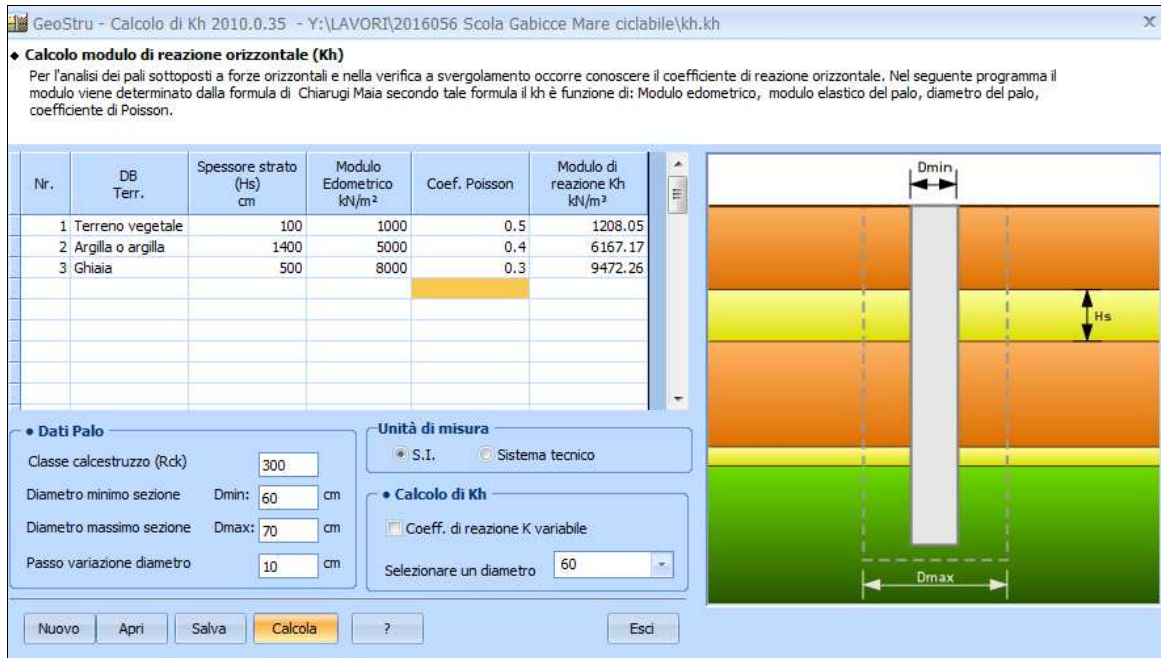 GeoStru - Calcolo di Kh 2010.0.35 - Y:\LAVORI\2016056 Scola Gabicce Mare ciclabile\kh.kh
x
Calcolo modulo di reazione orizzontale (Kh)
Per l'analisi dei pali sottoposti a forze orizzontali e nella verifica a svergolamento occorre conoscere il coefficiente di reazione orizzontale. Nel seguente programma il
modulo viene determinato dalla formula di Chiarugi Maia secondo tale formula il kh è funzione di: Modulo edometrico, modulo elastico del palo, diametro del palo,
coefficiente di Poisson.
Nr. DB Terr. Spessore strato (Hs) cm Modulo Edometrico kN/m² Coef. Poisson Modulo di reazione Kh kN/m³
1 Terreno vegetale 100 1000 0.5 1208.05
2 Argilla o argilla 1400 5000 0.4 6167.17
3 Ghiaia 500 8000 0.3 9472.26
Dmin
Hs
Dmax
Dati Palo
Classe calcestruzzo (Rck) 300
Diametro minimo sezione Dmin: 60 cm
Diametro massimo sezione Dmax: 70 cm
Passo variazione diametro 10 cm
Unità di misura
S.I. Sistema tecnico
Calcolo di Kh
Coeff. di reazione K variabile
Selezionare un diametro 60
Nuovo Apri Salva Calcola ? Esci